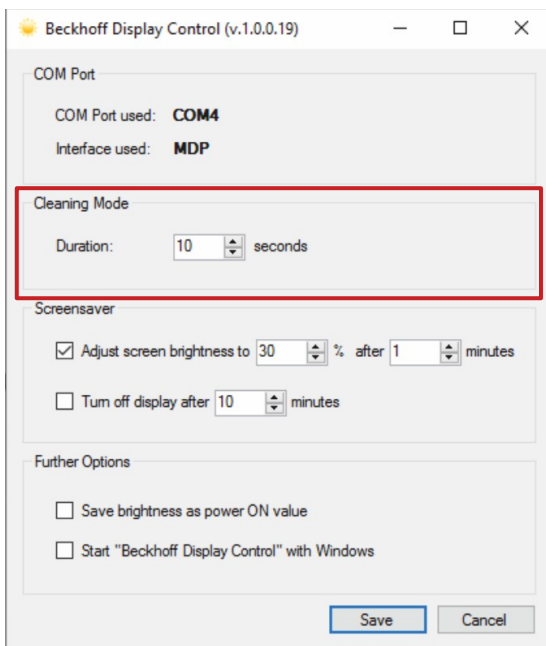 Beckhoff Display Control (v.1.0.0.19)
COM Port
COM Port used: COM4
Interface used: MDP
Cleaning Mode
Duration: 10 seconds
Screensaver
Adjust screen brightness to 30 % after 1 minutes
Turn off display after 10 minutes
Further Options
Save brightness as power ON value
Start "Beckhoff Display Control" with Windows
Save Cancel